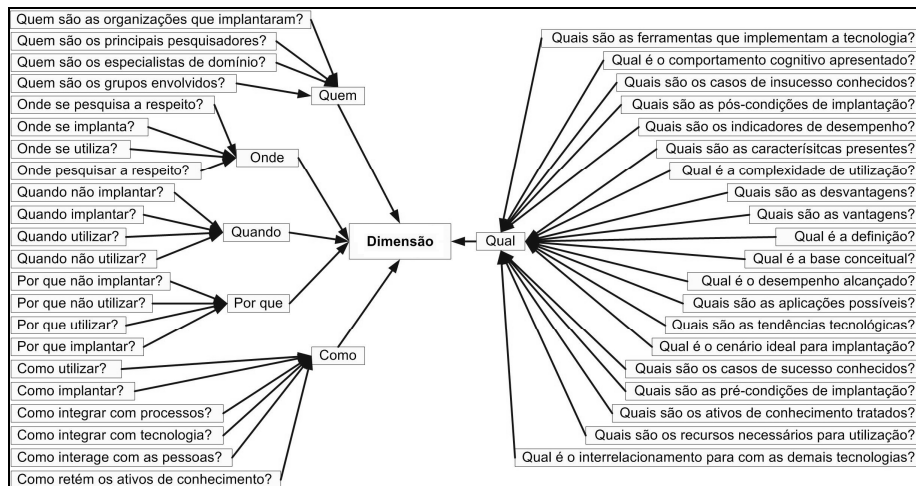 Quem são as organizações que implantaram?
Quem são os principais pesquisadores?
Quem são os especialistas de domínio?
Quem são os grupos envolvidos?
Quem
Onde se pesquisa a respeito?
Onde se implanta?
Onde se utiliza?
Onde pesquisar a respeito?
Onde
Quando não implantar?
Quando implantar?
Quando utilizar?
Quando não utilizar?
Quando
Por que não implantar?
Por que não utilizar?
Por que utilizar?
Por que implantar?
Por que
Como utilizar?
Como implantar?
Como integrar com processos?
Como integrar com tecnologia?
Como interage com as pessoas?
Como retém os ativos de conhecimento?
Como
Dimensão
Qual
Quais são as ferramentas que implementam a tecnologia?
Qual é o comportamento cognitivo apresentado?
Quais são os casos de insucesso conhecidos?
Quais são as pós-condições de implantação?
Quais são os indicadores de desempenho?
Quais são as caracterísitcas presentes?
Qual é a complexidade de utilização?
Quais são as desvantagens?
Quais são as vantagens?
Qual é a definição?
Qual é a base conceitual?
Qual é o desempenho alcançado?
Quais são as aplicações possíveis?
Quais são as tendências tecnológicas?
Qual é o cenário ideal para implantação?
Quais são os casos de sucesso conhecidos?
Quais são as pré-condições de implantação?
Quais são os ativos de conhecimento tratados?
Quais são os recursos necessários para utilização?
Qual é o interrelacionamento para com as demais tecnologias?